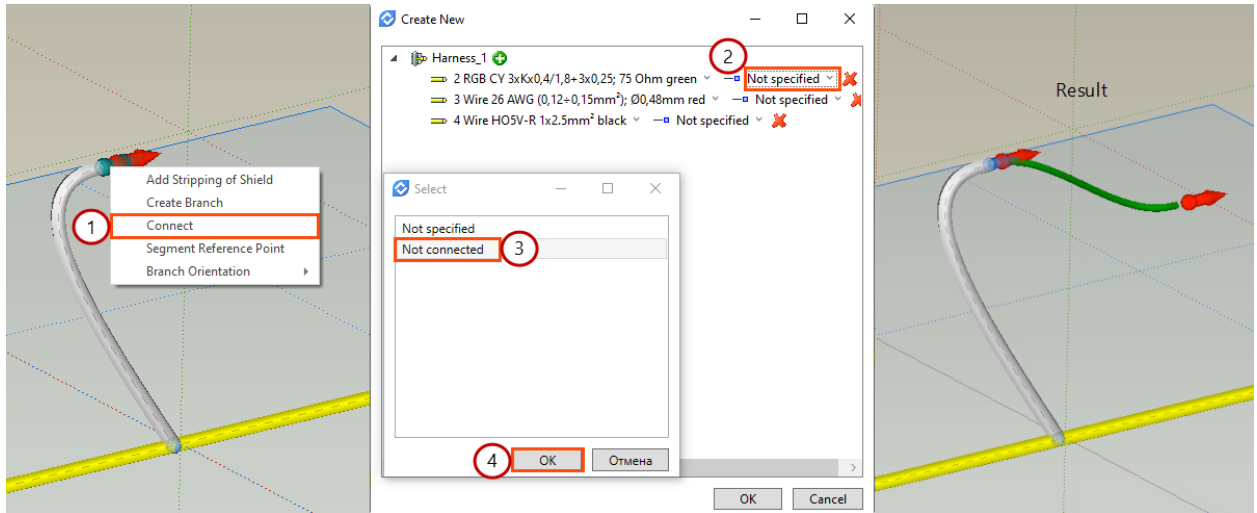 Add Stripping of Shield
Create Branch
1
Connect
Segment Reference Point
Branch Orientation
Create New
Harness_1
2
2 RGB CY 3xKx0,4/1,8+3x0,25; 75 Ohm green Not specified
3 Wire 26 AWG (0,12÷0,15mm²); Ø0,48mm red Not specified
4 Wire HO5V-R 1x2.5mm² black Not specified
Select
Not specified
Not connected 3
4 OK Отмена
OK Cancel
Result